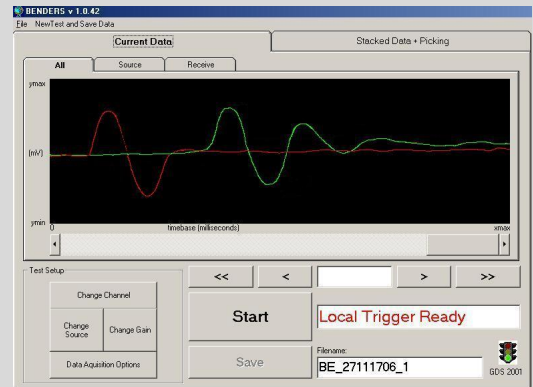 BENDERS v 1.0.42
File NewTest and Save Data
Current Data
Stacked Data + Picking
All
Source
Receive
ymax
(mV)
ymin
0
timebase (milliseconds)
xmax
Test Setup
Change Channel
Change
Source
Change Gain
Data Aquisition Options
<<
<
>
>>
Start
Local Trigger Ready
Save
Filename:
BE_27111706_1
GDS 2001